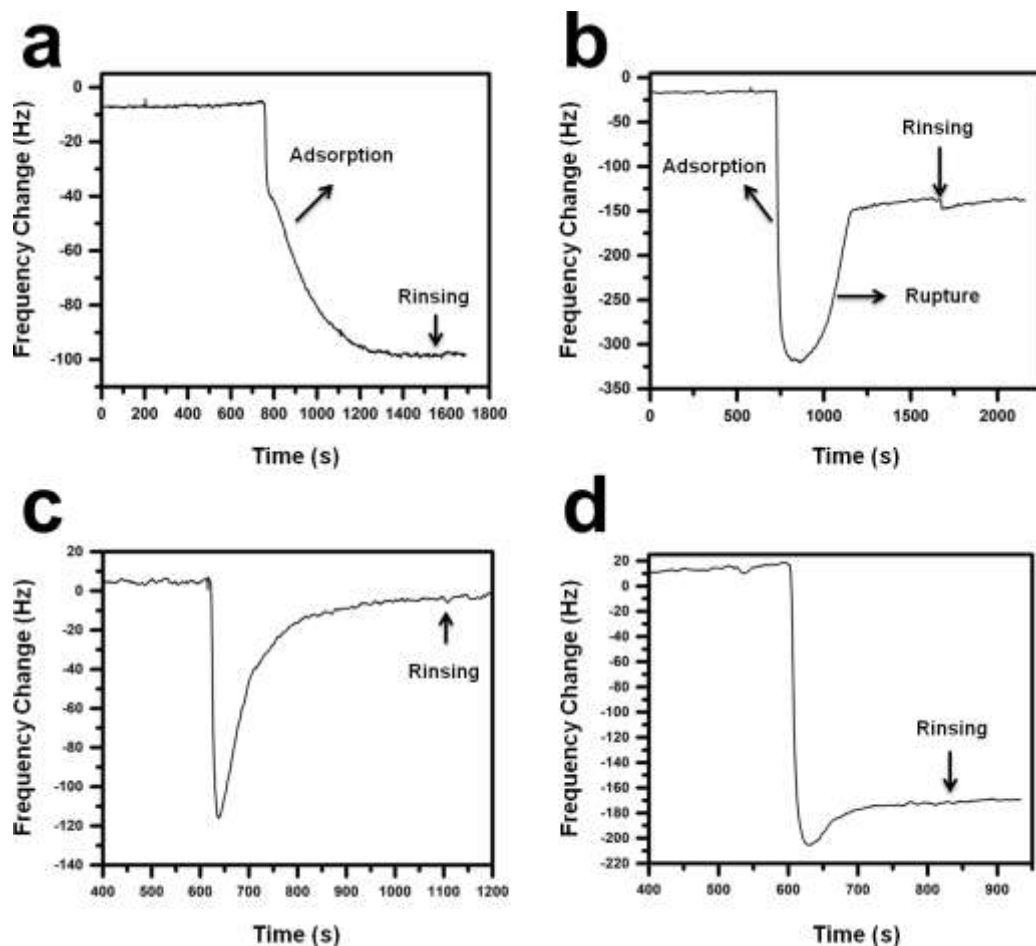 a
0
-20
-40
-60
-80
-100
Frequency Change (Hz)
Adsorption
Rinsing
0 200 400 600 800 1000 1200 1400 1600 1800
Time (s)
b
0
-50
-100
-150
-200
-250
-300
-350
Frequency Change (Hz)
Rinsing
Adsorption
Rupture
0 500 1000 1500 2000
Time (s)
c
20
0
-20
-40
-60
-80
-100
-120
-140
Frequency Change (Hz)
Rinsing
400 500 600 700 800 900 1000 1100 1200
Time (s)
d
20
0
-20
-40
-60
-80
-100
-120
-140
-160
-180
-200
-220
Frequency Change (Hz)
Rinsing
400 500 600 700 800 900
Time (s)